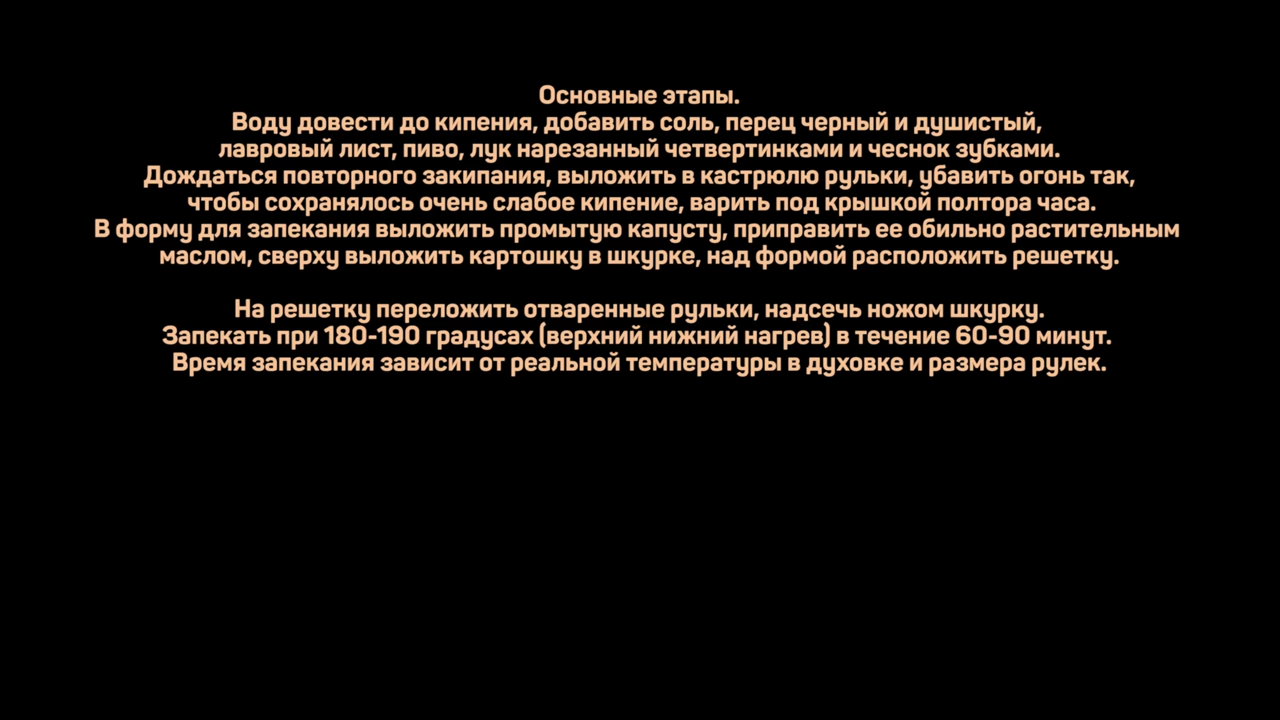 Основные этапы.
Воду довести до кипения, добавить соль, перец черный и душистый,
лавровый лист, пиво, лук нарезанный четвертинками и чеснок зубками.
Дождаться повторного закипания, выложить в кастрюлю рульки, убавить огонь так,
чтобы сохранялось очень слабое кипение, варить под крышкой полтора часа.
В форму для запекания выложить промытую капусту, приправить ее обильно растительным
маслом, сверху выложить картошку в шкурке, над формой расположить решетку.
На решетку переложить отваренные рульки, надсечь ножом шкурку.
Запекать при 180-190 градусах (верхний нижний нагрев) в течение 60-90 минут.
Время запекания зависит от реальной температуры в духовке и размера рулек.